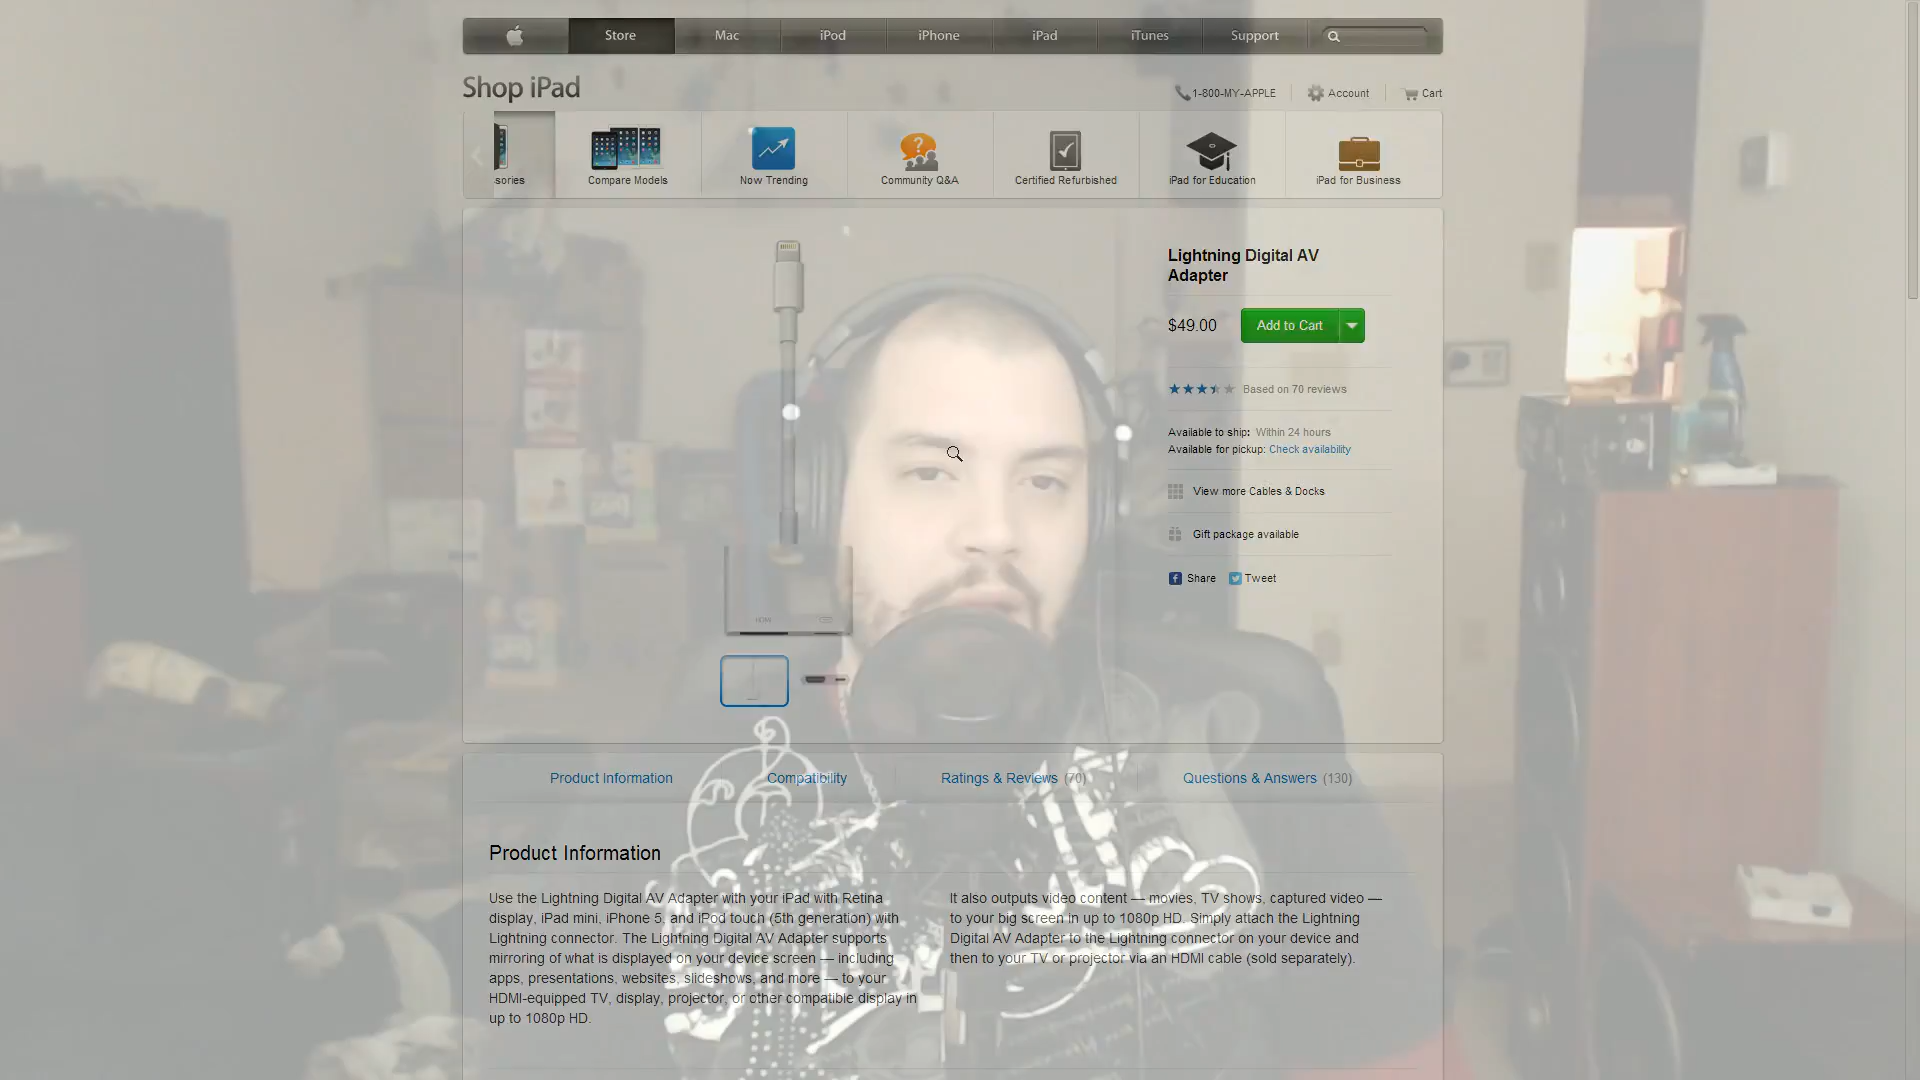 Store
Mac
iPod
iPhone
iPad
iTunes
Support
Shop iPad
1-800-MY-APPLE
Account
Cart
sories
Compare Models
Now Trending
Community Q&A
Certified Refurbished
iPad for Education
iPad for Business
Lightning Digital AV
Adapter
$49.00
Add to Cart
Based on 70 reviews
Available to ship: Within 24 hours
Available for pickup: Check availability
View more Cables & Docks
Gift package available
Share
Tweet
HDMI
Product Information
Compatibility
Ratings & Reviews (70)
Questions & Answers (130)
Product Information
Use the Lightning Digital AV Adapter with your iPad with Retina
display, iPad mini, iPhone 5, and iPod touch (5th generation) with
Lightning connector. The Lightning Digital AV Adapter supports
mirroring of what is displayed on your device screen — including
apps, presentations, websites, slideshows, and more — to your
HDMI-equipped TV, display, projector, or other compatible display in
up to 1080p HD.
It also outputs video content — movies, TV shows, captured video —
to your big screen in up to 1080p HD. Simply attach the Lightning
Digital AV Adapter to the Lightning connector on your device and
then to your TV or projector via an HDMI cable (sold separately).